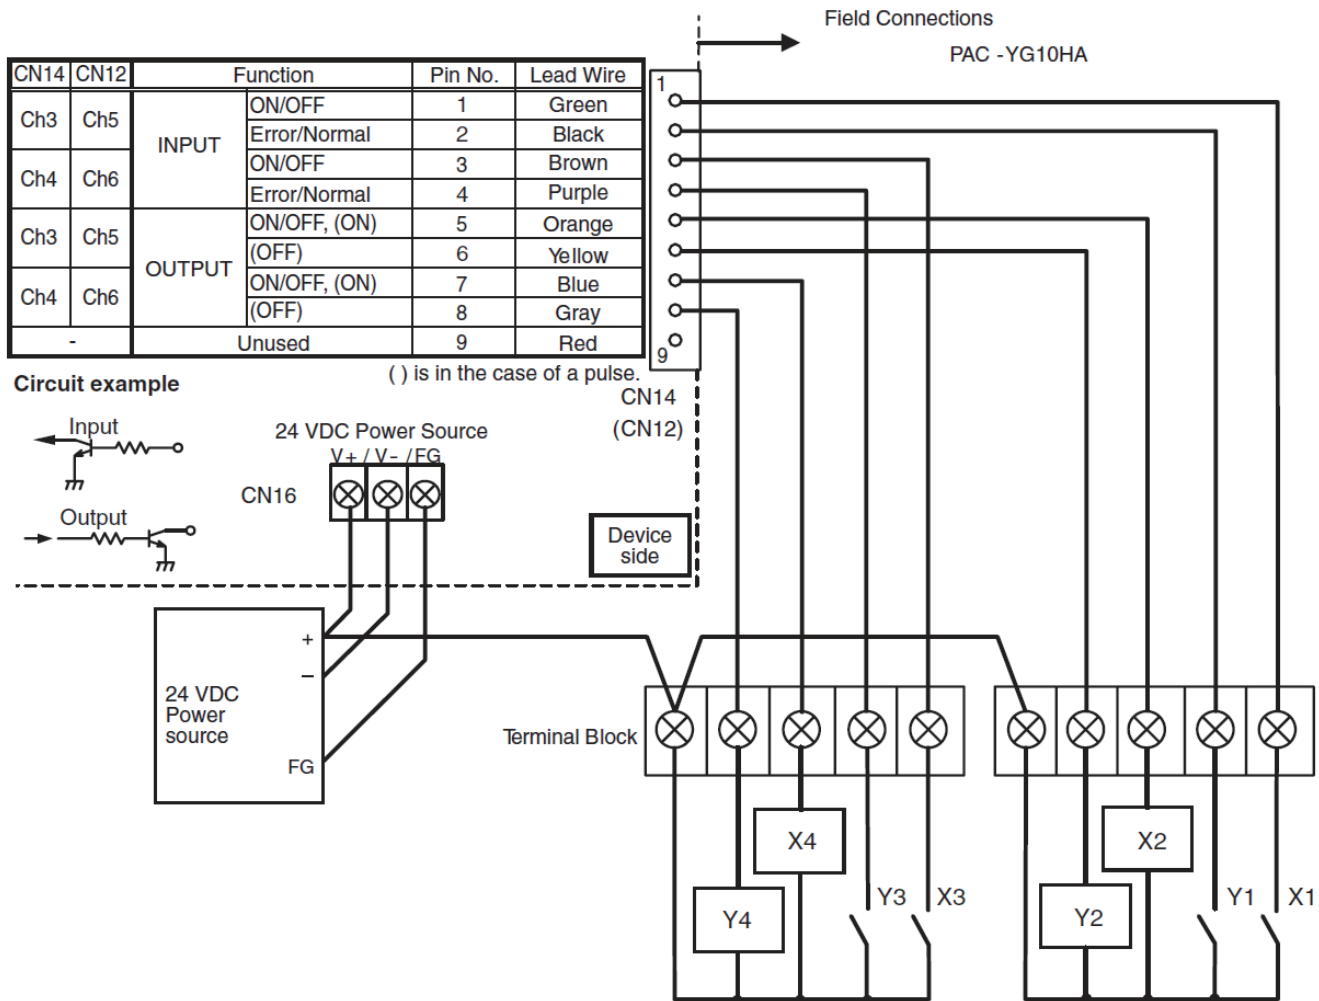 Field Connections
PAC -YG10HA
CN14 CN12 Function Pin No. Lead Wire
Ch3 Ch5 INPUT ON/OFF 1 Green
Error/Normal 2 Black
Ch4 Ch6 ON/OFF 3 Brown
Error/Normal 4 Purple
Ch3 Ch5 OUTPUT ON/OFF, (ON) 5 Orange
(OFF) 6 Yellow
Ch4 Ch6 ON/OFF, (ON) 7 Blue
(OFF) 8 Gray
- Unused 9 Red
1
9
( ) is in the case of a pulse.
CN14
(CN12)
Circuit example
Input
Output
24 VDC Power Source
V+ / V- / FG
CN16
Device
side
+
−
24 VDC
Power
source
FG
Terminal Block
X4
X2
Y4
Y3
X3
Y2
Y1
X1